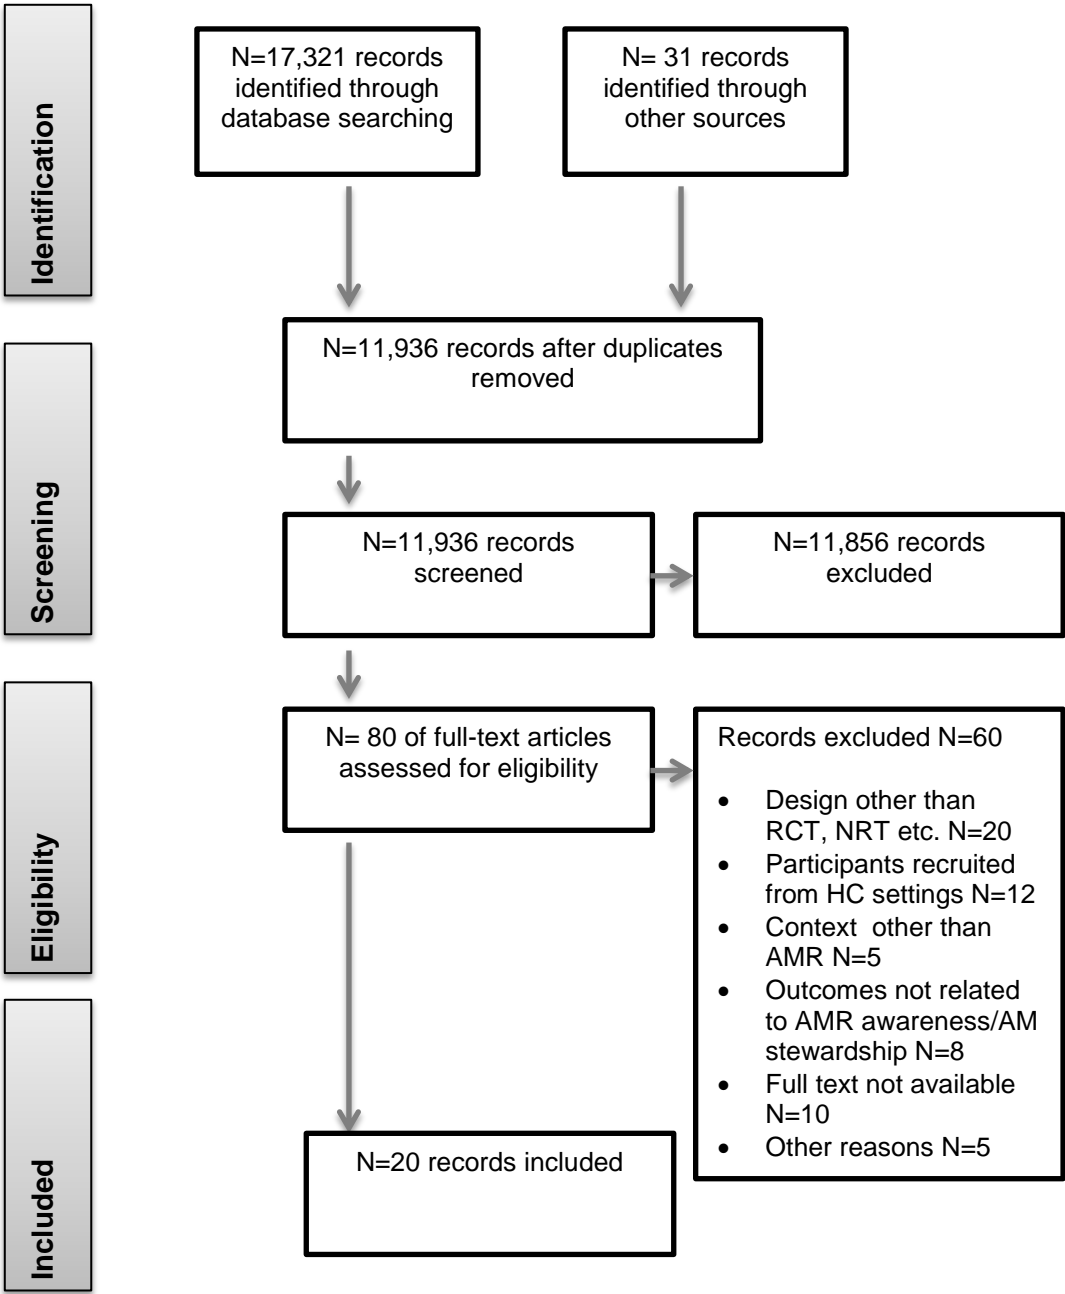 Identification
N=17,321 records
identified through
database searching
N= 31 records
identified through
other sources
N=11,936 records after duplicates
removed
Screening
N=11,936 records
screened
N=11,856 records
excluded
Eligibility
N= 80 of full-text articles
assessed for eligibility
Records excluded N=60
• Design other than
RCT, NRT etc. N=20
• Participants recruited
from HC settings N=12
• Context other than
AMR N=5
• Outcomes not related
to AMR awareness/AM
stewardship N=8
• Full text not available
N=10
• Other reasons N=5
Included
N=20 records included